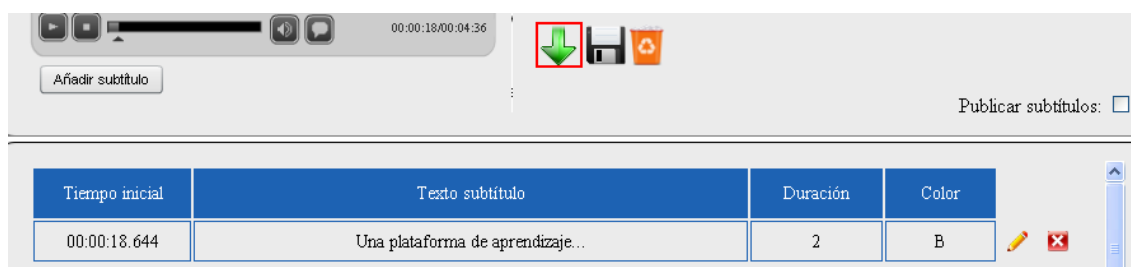 00:00:18/00:04:36
Añadir subtítulo
Publicar subtítulos:
Tiempo inicial Texto subtítulo Duración Color
00:00:18.644 Una plataforma de aprendizaje... 2 B